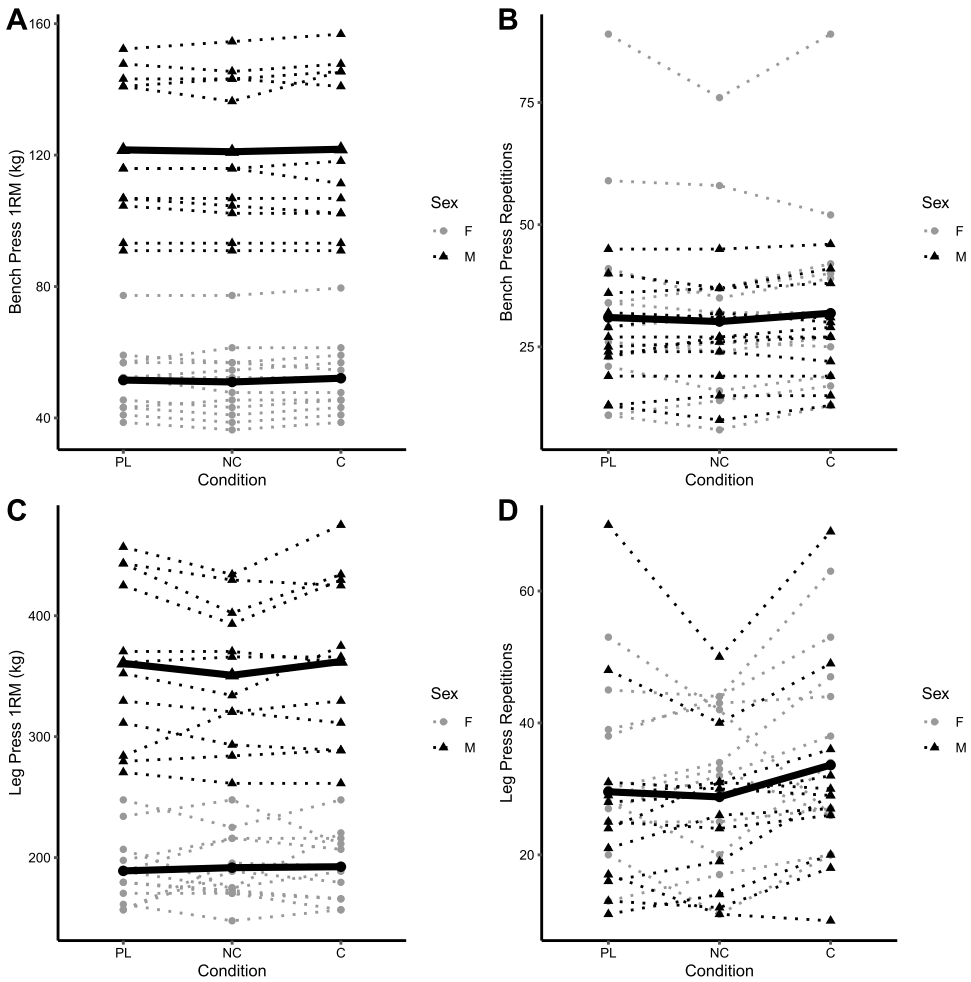 A
Bench Press 1RM (kg)
160
120
80
40
PL NC C
Condition
Sex
F
M
B
Bench Press Repetitions
75
50
25
PL NC C
Condition
Sex
F
M
C
Leg Press 1RM (kg)
400
300
200
PL NC C
Condition
Sex
F
M
D
Leg Press Repetitions
60
40
20
PL NC C
Condition
Sex
F
M